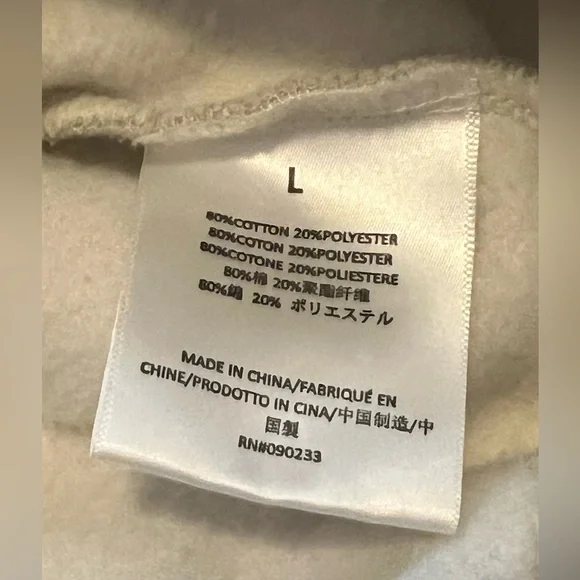 L
80%COTTON 20%POLYESTER
80%COTON 20%POLYESTER
80%COTONE 20%POLIESTERE
80%棉 20%聚酯纤维
80%綿 20% ポリエステル
MADE IN CHINA/FABRIQUÉ EN
CHINE/PRODOTTO IN CINA/中国制造/中
国製
RN#090233